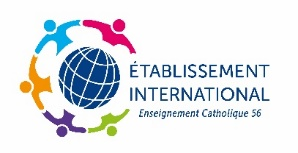 ÉTABLISSEMENT
INTERNATIONAL
Enseignement Catholique 56